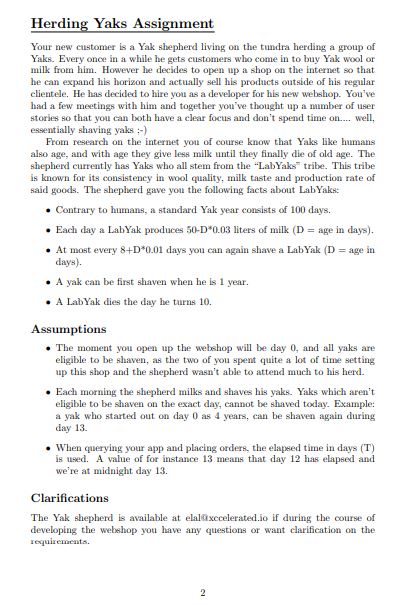 Herding Yaks Assignment
Your new customer is a Yak shepherd living on the tundra herding a group of
Yaks. Every once in a while he gets customers who come in to buy Yak wool or
milk from him. However he decides to open up a shop on the internet so that
he can expand his horizon and actually sell his products outside of his regular
clientele. He has decided to hire you as a developer for his new webshop. You've
had a few meetings with him and together you've thought up a number of user
stories so that you can both have a clear focus and don't spend time on.... well,
essentially shaving yaks ;-)
From research on the internet you of course know that Yaks like humans
also age, and with age they give less milk until they finally die of old age. The
shepherd currently has Yaks who all stem from the "LabYaks" tribe. This tribe
is known for its consistency in wool quality, milk taste and production rate of
said goods. The shepherd gave you the following facts about LabYaks:
• Contrary to humans, a standard Yak year consists of 100 days.
• Each day a LabYak produces 50-D*0.03 liters of milk (D = age in days).
• At most every 8+D*0.01 days you can again shave a LabYak (D = age in
days).
• A yak can be first shaven when he is 1 year.
• A LabYak dies the day he turns 10.
Assumptions
• The moment you open up the webshop will be day 0, and all yaks are
eligible to be shaven, as the two of you spent quite a lot of time setting
up this shop and the shepherd wasn't able to attend much to his herd.
• Each morning the shepherd milks and shaves his yaks. Yaks which aren't
eligible to be shaven on the exact day, cannot be shaved today. Example:
a yak who started out on day 0 as 4 years, can be shaven again during
day 13.
• When querying your app and placing orders, the elapsed time in days (T)
is used. A value of for instance 13 means that day 12 has elapsed and
we're at midnight day 13.
Clarifications
The Yak shepherd is available at elal@xccelerated.io if during the course of
developing the webshop you have any questions or want clarification on the
requirements.
2